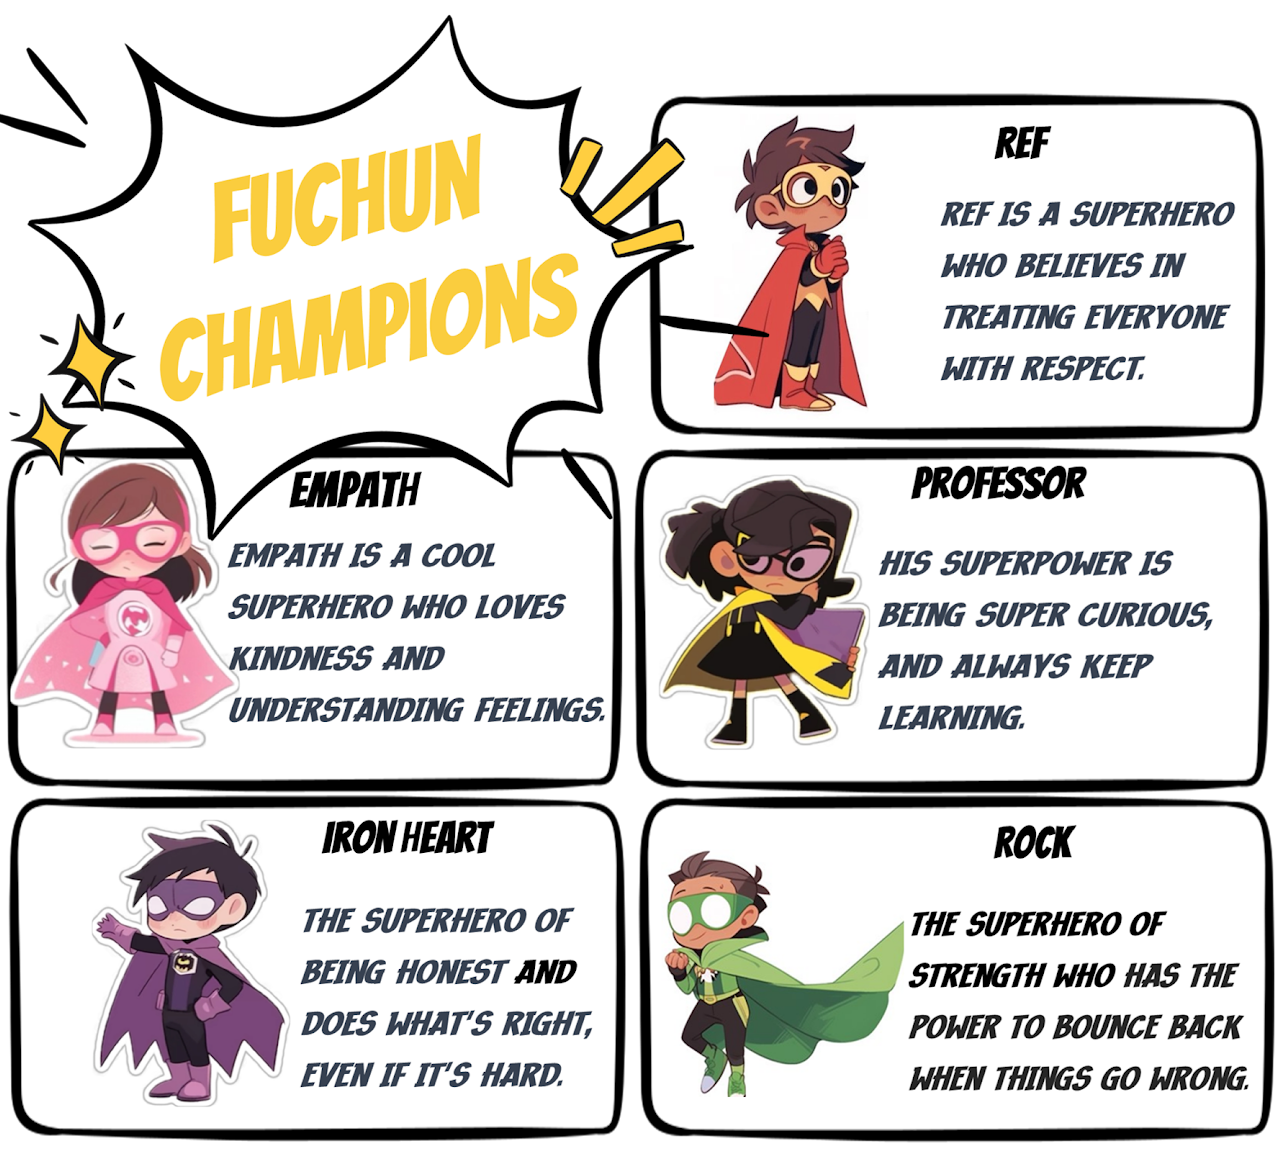 FUCHUN
CHAMPIONS
REF
REF IS A SUPERHERO
WHO BELIEVES IN
TREATING EVERYONE
WITH RESPECT.
EMPATH
EMPATH IS A COOL
SUPERHERO WHO LOVES
KINDNESS AND
UNDERSTANDING FEELINGS.
PROFESSOR
HIS SUPERPOWER IS
BEING SUPER CURIOUS,
AND ALWAYS KEEP
LEARNING.
IRON HEART
THE SUPERHERO OF
BEING HONEST AND
DOES WHAT'S RIGHT,
EVEN IF IT'S HARD.
ROCK
THE SUPERHERO OF
STRENGTH WHO HAS THE
POWER TO BOUNCE BACK
WHEN THINGS GO WRONG.